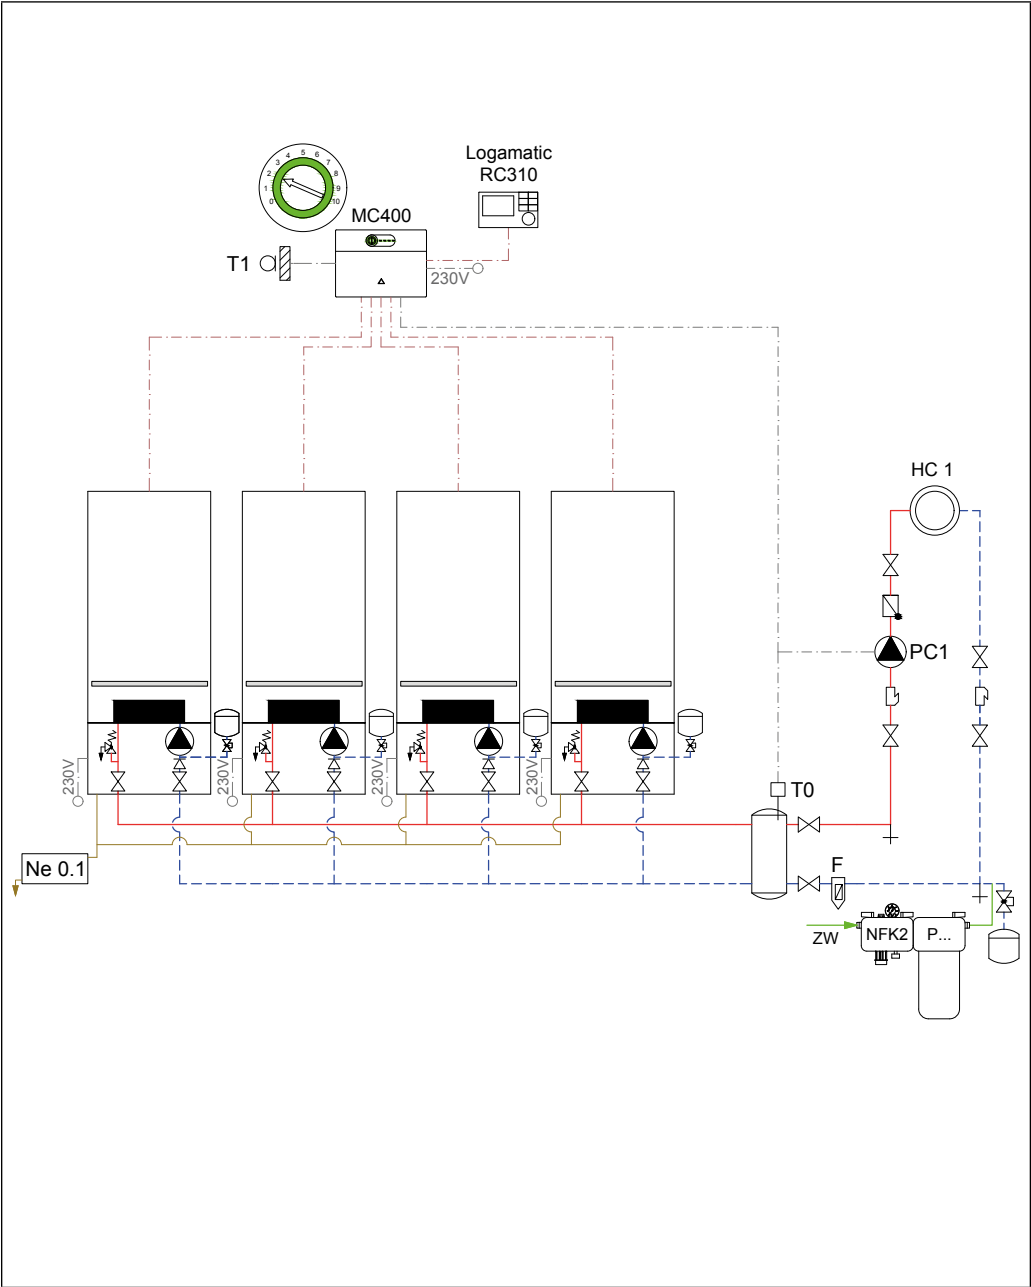 0 1 2 3 4 5 6 7 8 9 10
Logamatic
RC310
MC400
T1
230V
HC 1
PC1
230V
230V
230V
230V
T0
Ne 0.1
F
ZW
NFK2
P...